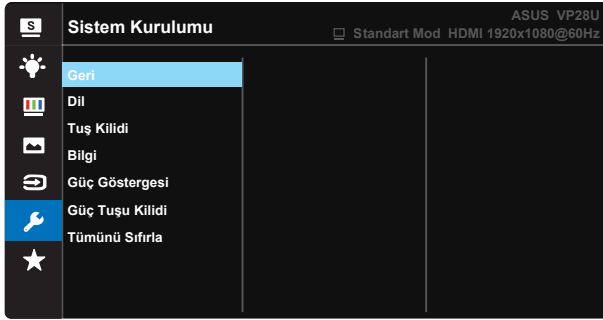 S
Sistem Kurulumu
ASUS VP28U
Standart Mod HDMI 1920x1080@60Hz
Geri
Dil
Tuş Kilidi
Bilgi
Güç Göstergesi
Güç Tuşu Kilidi
Tümünü Sıfırla